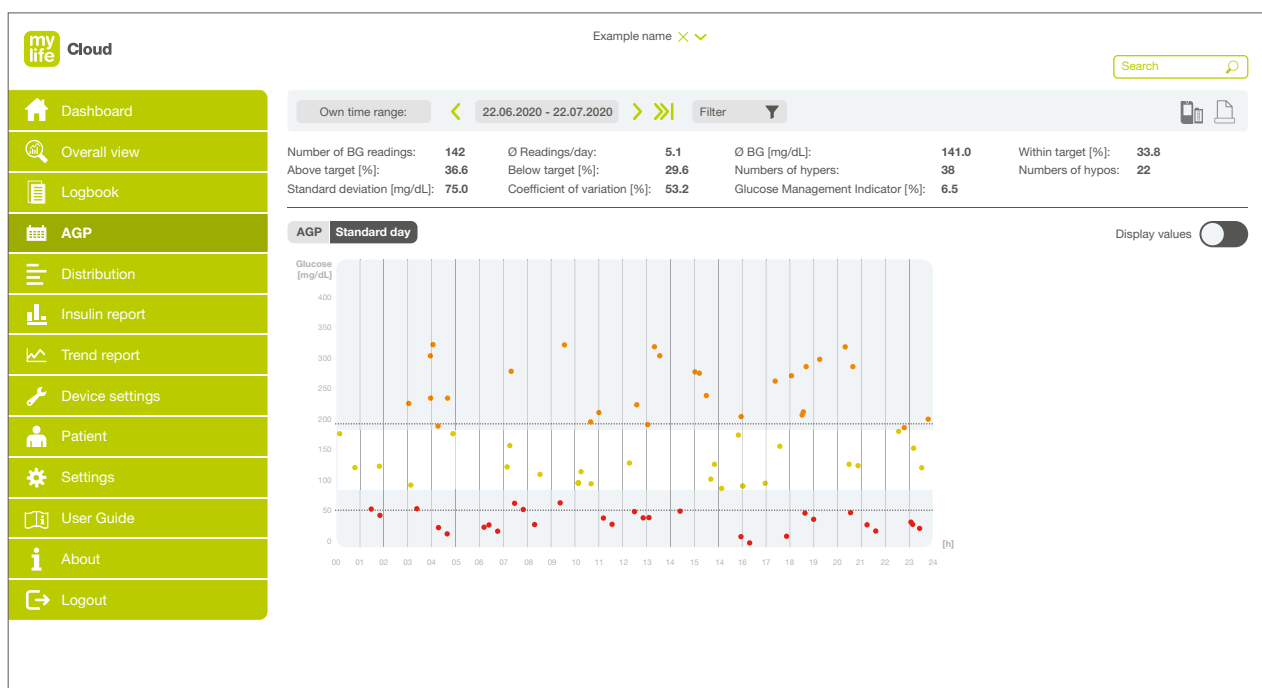 my
life
Cloud
Example name
Search
Dashboard
Overall view
Logbook
AGP
Distribution
Insulin report
Trend report
Device settings
Patient
Settings
User Guide
About
Logout
Own time range: 22.06.2020 - 22.07.2020 Filter
Number of BG readings: 142 Ø Readings/day: 5.1 Ø BG [mg/dL]: 141.0 Within target [%]: 33.8
Above target [%]: 36.6 Below target [%]: 29.6 Numbers of hypers: 38 Numbers of hypos: 22
Standard deviation [mg/dL]: 75.0 Coefficient of variation [%]: 53.2 Glucose Management Indicator [%]: 6.5
AGP Standard day Display values
Glucose
[mg/dL]
400
350
300
250
200
150
100
50
0
[h]
00 01 02 03 04 05 06 07 09 10 11 12 13 14 14 16 17 18 19 20 21 22 23 24